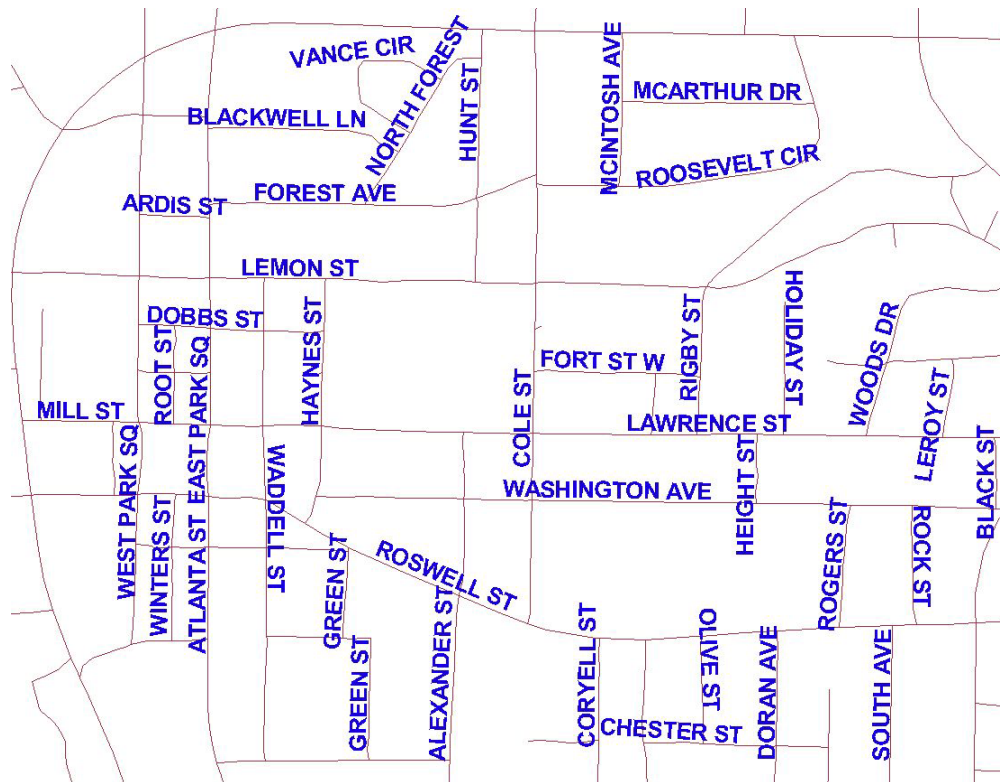 VANCE CIR
NORTH FOREST
HUNT ST
MCINTOSH AVE
MCARTHUR DR
BLACKWELL LN
ROOSEVELT CIR
FOREST AVE
ARDIS ST
LEMON ST
DOBBS ST
ROOT ST
EAST PARK SQ
HAYNES ST
FORT ST W
RIGBY ST
HOLIDAY ST
WOODS DR
MILL ST
COLE ST
LAWRENCE ST
LEROY ST
WEST PARK SQ
WADDELL ST
WASHINGTON AVE
HEIGHT ST
BLACK ST
WINTERS ST
ATLANTA ST
GREEN ST
ROSWELL ST
ROGERS ST
ROCK ST
GREEN ST
ALEXANDER ST
CORYELL ST
OLIVE ST
DORAN AVE
SOUTH AVE
CHESTER ST